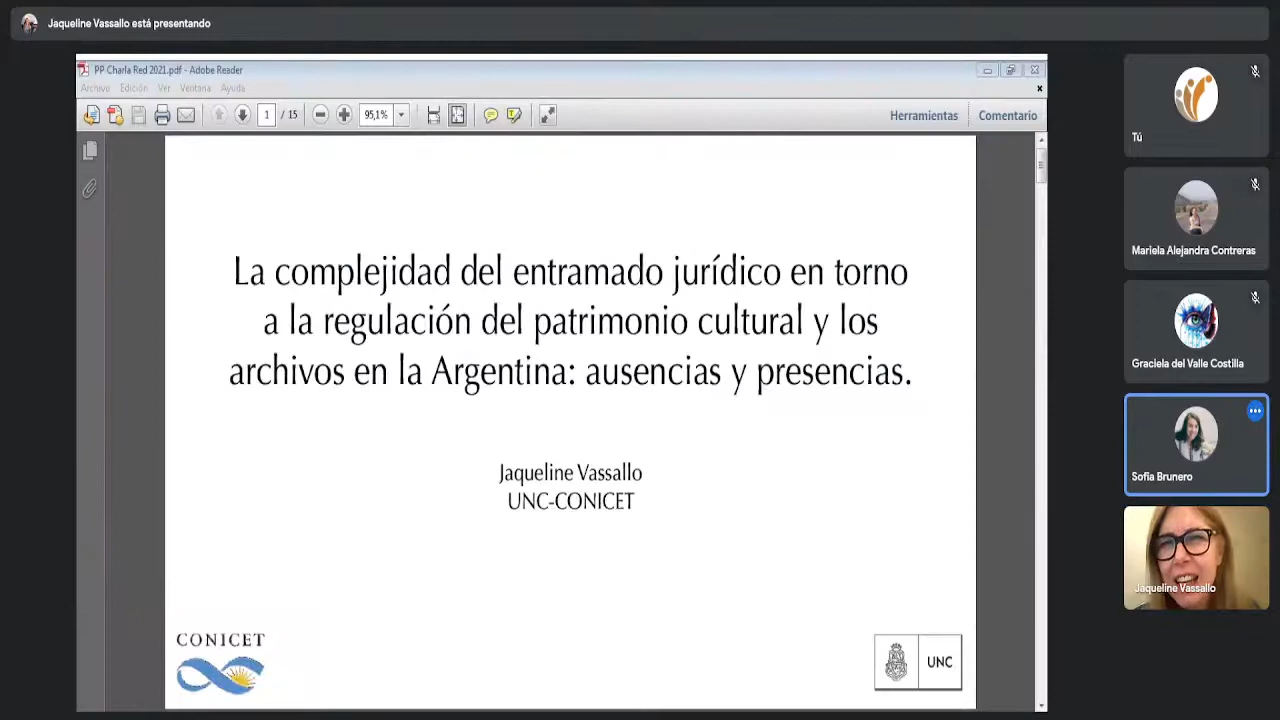 Jaqueline Vassallo está presentando
PP Charla Red 2021.pdf - Adobe Reader
Archivo Edición Ver Ventana Ayuda
1 / 15 95,1% Herramientas Comentario
La complejidad del entramado jurídico en torno
a la regulación del patrimonio cultural y los
archivos en la Argentina: ausencias y presencias.
Jaqueline Vassallo
UNC-CONICET
CONICET
UNC
Tú
Mariela Alejandra Contreras
Graciela del Valle Costilla
Sofia Brunero
Jaqueline Vassallo